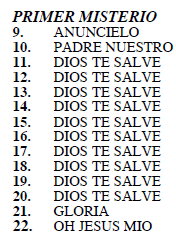 PRIMER MISTERIO
9. ANUNCIELO
10. PADRE NUESTRO
11. DIOS TE SALVE
12. DIOS TE SALVE
13. DIOS TE SALVE
14. DIOS TE SALVE
15. DIOS TE SALVE
16. DIOS TE SALVE
17. DIOS TE SALVE
18. DIOS TE SALVE
19. DIOS TE SALVE
20. DIOS TE SALVE
21. GLORIA
22. OH JESUS MIO